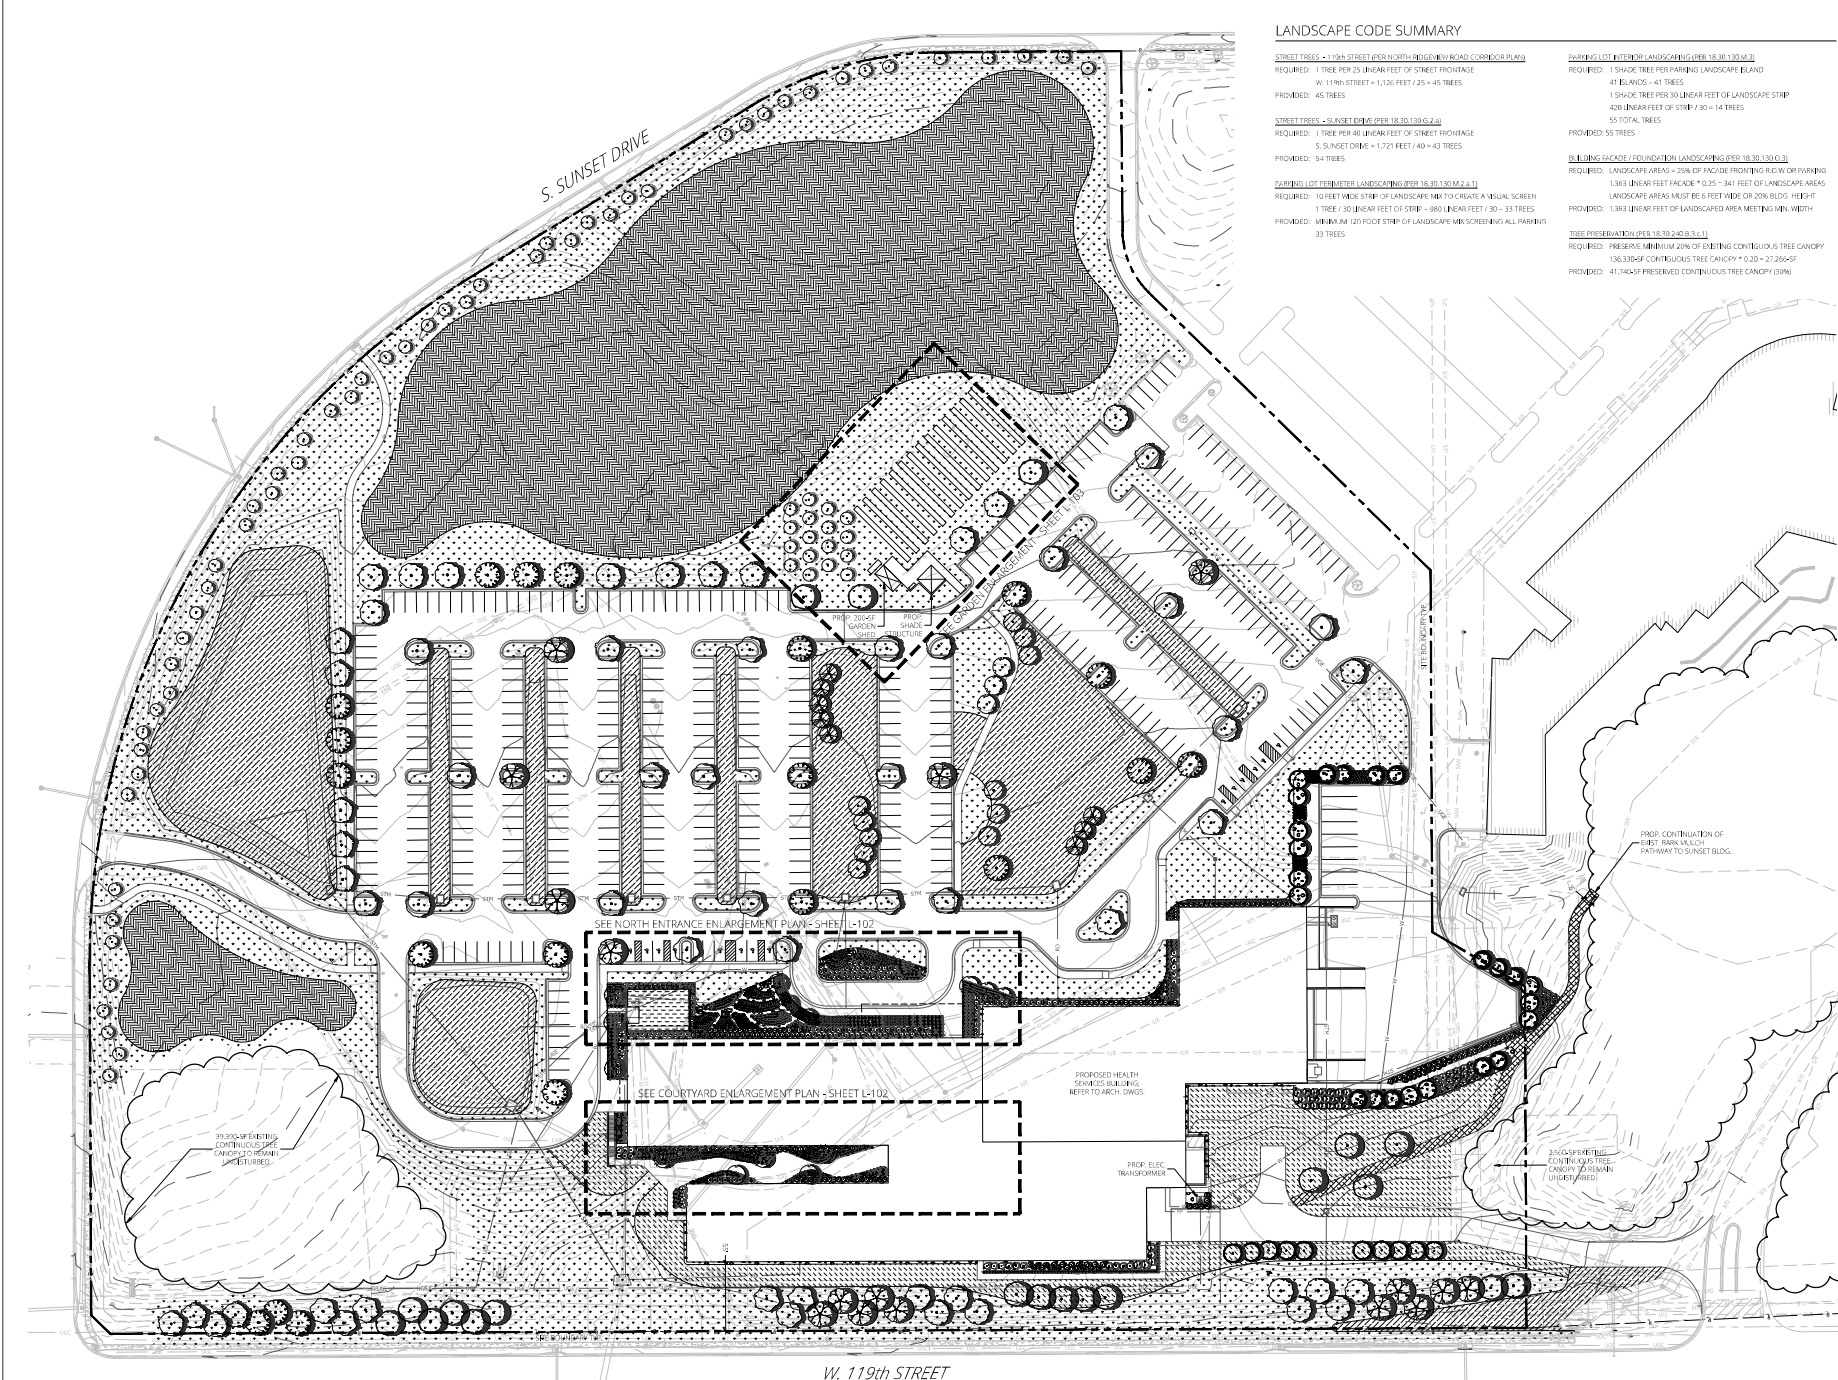 LANDSCAPE CODE SUMMARY
STREET TREES - 119th STREET (PER NORTH RIDGEVIEW ROAD CORRIDOR PLAN)
REQUIRED: 1 TREE PER 25 LINEAR FEET OF STREET FRONTAGE
W. 119th STREET = 1,126 FEET / 25 = 45 TREES
PROVIDED: 45 TREES
STREET TREES - SUNSET DRIVE (PER 18.30.130.G.2.a)
REQUIRED: 1 TREE PER 40 LINEAR FEET OF STREET FRONTAGE
S. SUNSET DRIVE = 1,721 FEET / 40 = 43 TREES
PROVIDED: 54 TREES
PARKING LOT PERIMETER LANDSCAPING (PER 18.30.130.M.2.a.1)
REQUIRED: 10 FEET WIDE STRIP OF LANDSCAPE MIX TO CREATE A VISUAL SCREEN
1 TREE / 30 LINEAR FEET OF STRIP = 980 LINEAR FEET / 30 = 33 TREES
PROVIDED: MINIMUM 120 FOOT STRIP OF LANDSCAPE MIX SCREENING ALL PARKING
33 TREES
PARKING LOT INTERIOR LANDSCAPING (PER 18.30.130.M.3)
REQUIRED: 1 SHADE TREE PER PARKING LANDSCAPE ISLAND
41 ISLANDS = 41 TREES
1 SHADE TREE PER 30 LINEAR FEET OF LANDSCAPE STRIP
420 LINEAR FEET OF STRIP / 30 = 14 TREES
55 TOTAL TREES
PROVIDED: 55 TREES
BUILDING FACADE / FOUNDATION LANDSCAPING (PER 18.30.130.O.3)
REQUIRED: LANDSCAPE AREAS = 25% OF FACADE FRONTING R.O.W OR PARKING
1,363 LINEAR FEET FACADE * 0.25 = 341 FEET OF LANDSCAPE AREAS
LANDSCAPE AREAS MUST BE 6 FEET WIDE OR 20% BLDG. HEIGHT
PROVIDED: 1,363 LINEAR FEET OF LANDSCAPED AREA MEETING MIN. WIDTH
TREE PRESERVATION (PER 18.30.240.B.3.c.1)
REQUIRED: PRESERVE MINIMUM 20% OF EXISTING CONTIGUOUS TREE CANOPY
136,330-SF CONTIGUOUS TREE CANOPY * 0.20 = 27,266-SF
PROVIDED: 41,740-SF PRESERVED CONTINUOUS TREE CANOPY (30%)
S. SUNSET DRIVE
GARDEN ENLARGEMENT - SHEET L-103
PROP. 200-SF
GARDEN
SHED
PROP.
SHADE
STRUCTURE
SITE BOUNDARY TYP.
PROP. CONTINUATION OF
EXIST. BARK MULCH
PATHWAY TO SUNSET BLDG.
SEE NORTH ENTRANCE ENLARGEMENT PLAN - SHEET L-102
PROPOSED HEALTH
SERVICES BUILDING;
REFER TO ARCH. DWGS.
SEE COURTYARD ENLARGEMENT PLAN - SHEET L-102
39,390-SF EXISTING
CONTINUOUS TREE
CANOPY TO REMAIN
UNDISTURBED
PROP. ELEC.
TRANSFORMER
CONTINUOUS TREE
CANOPY TO REMAIN
UNDISTURBED
W. 119th STREET